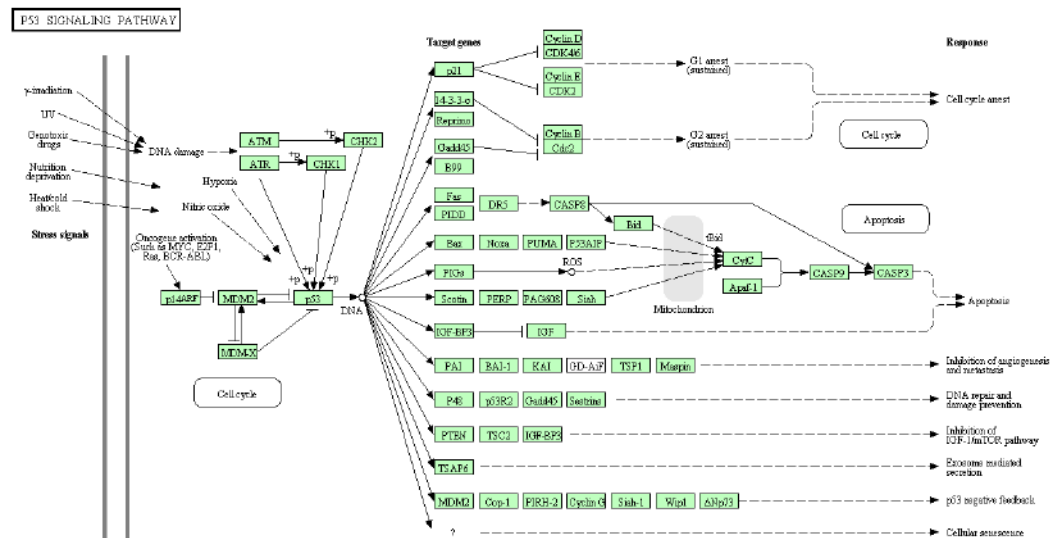 P53 SIGNALING PATHWAY
Target genes
Response
γ-irradiation
UV
Genotoxic
drugs
Nutrition
deprivation
Heat/cold
shock
Stress signals
DNA damage
ATM
+p
CHK2
ATR
+p
CHK1
Hypoxia
Nitric oxide
Oncogene activation
(Such as MYC, E2F1,
Ras, BCR-ABL)
+p
+p
+p
p14ARF
MDM2
p53
DNA
MDM-X
Cell cycle
p21
Cyclin D
CDK4/6
Cyclin E
CDK2
G1 arrest
(sustained)
14-3-3-σ
Reprimo
Gadd45
B99
Cyclin B
Cdc2
G2 arrest
(sustained)
Cell cycle arrest
Cell cycle
Fas
PIDD
DR5
CASP8
Bid
tBid
Apoptosis
Bax
Noxa
PUMA
P53AIP
CytC
PIGs
ROS
Apaf-1
CASP9
CASP3
Scotin
PERP
PAG608
Siah
Mitochondrion
Apoptosis
IGF-BP3
IGF
PAI
BAI-1
KAI
GD-AiF
TSP1
Maspin
Inhibition of angiogenesis
and metastasis
P48
p53R2
Gadd45
Sestrins
DNA repair and
damage prevention
PTEN
TSC2
IGF-BP3
Inhibition of
IGF-1/mTOR pathway
TSAP6
Exosome mediated
secretion
MDM2
Cop-1
PIRH-2
Cyclin G
Siah-1
Wip1
ΔNp73
p53 negative feedback
?
Cellular senescence